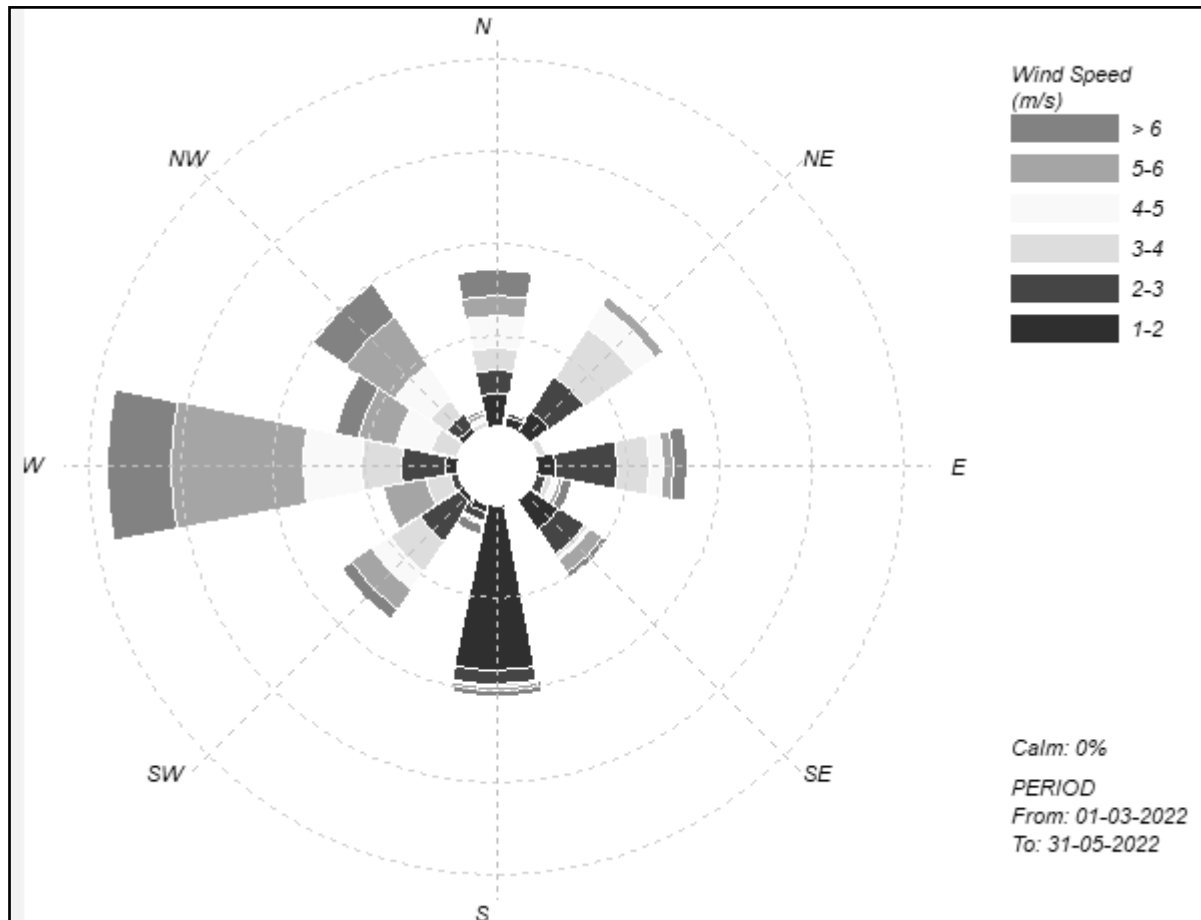 N
Wind Speed
(m/s)
> 6
NW
NE
5-6
4-5
3-4
2-3
1-2
W
E
Calm: 0%
SW
SE
PERIOD
From: 01-03-2022
To: 31-05-2022
S